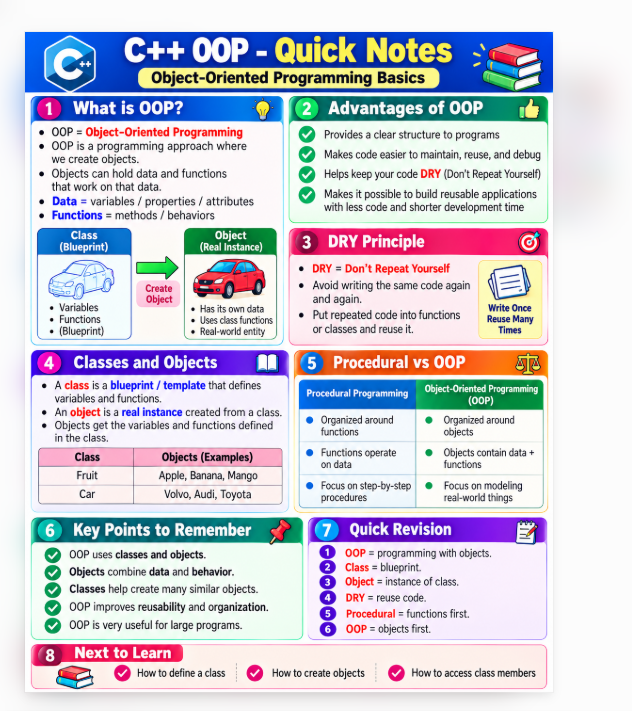 C++
C++ OOP - Quick Notes
Object-Oriented Programming Basics
1 What is OOP?
• OOP = Object-Oriented Programming
• OOP is a programming approach where
we create objects.
• Objects can hold data and functions
that work on that data.
• Data = variables / properties / attributes
• Functions = methods / behaviors
Class
(Blueprint)
• Variables
• Functions
• (Blueprint)
Create
Object
Object
(Real Instance)
• Has its own data
• Uses class functions
• Real-world entity
2 Advantages of OOP
Provides a clear structure to programs
Makes code easier to maintain, reuse, and debug
Helps keep your code DRY (Don't Repeat Yourself)
Makes it possible to build reusable applications
with less code and shorter development time
3 DRY Principle
• DRY = Don't Repeat Yourself
• Avoid writing the same code again
and again.
• Put repeated code into functions
or classes and reuse it.
Write Once
Reuse Many
Times
4 Classes and Objects
• A class is a blueprint / template that defines
variables and functions.
• An object is a real instance created from a class.
• Objects get the variables and functions defined
in the class.
Class Objects (Examples)
Fruit Apple, Banana, Mango
Car Volvo, Audi, Toyota
5 Procedural vs OOP
Procedural Programming
Object-Oriented Programming
(OOP)
• Organized around
functions
• Organized around
objects
• Functions operate
on data
• Objects contain data +
functions
• Focus on step-by-step
procedures
• Focus on modeling
real-world things
6 Key Points to Remember
OOP uses classes and objects.
Objects combine data and behavior.
Classes help create many similar objects.
OOP improves reusability and organization.
OOP is very useful for large programs.
7 Quick Revision
1 OOP = programming with objects.
2 Class = blueprint.
3 Object = instance of class.
4 DRY = reuse code.
5 Procedural = functions first.
6 OOP = objects first.
8 Next to Learn
How to define a class
How to create objects
How to access class members